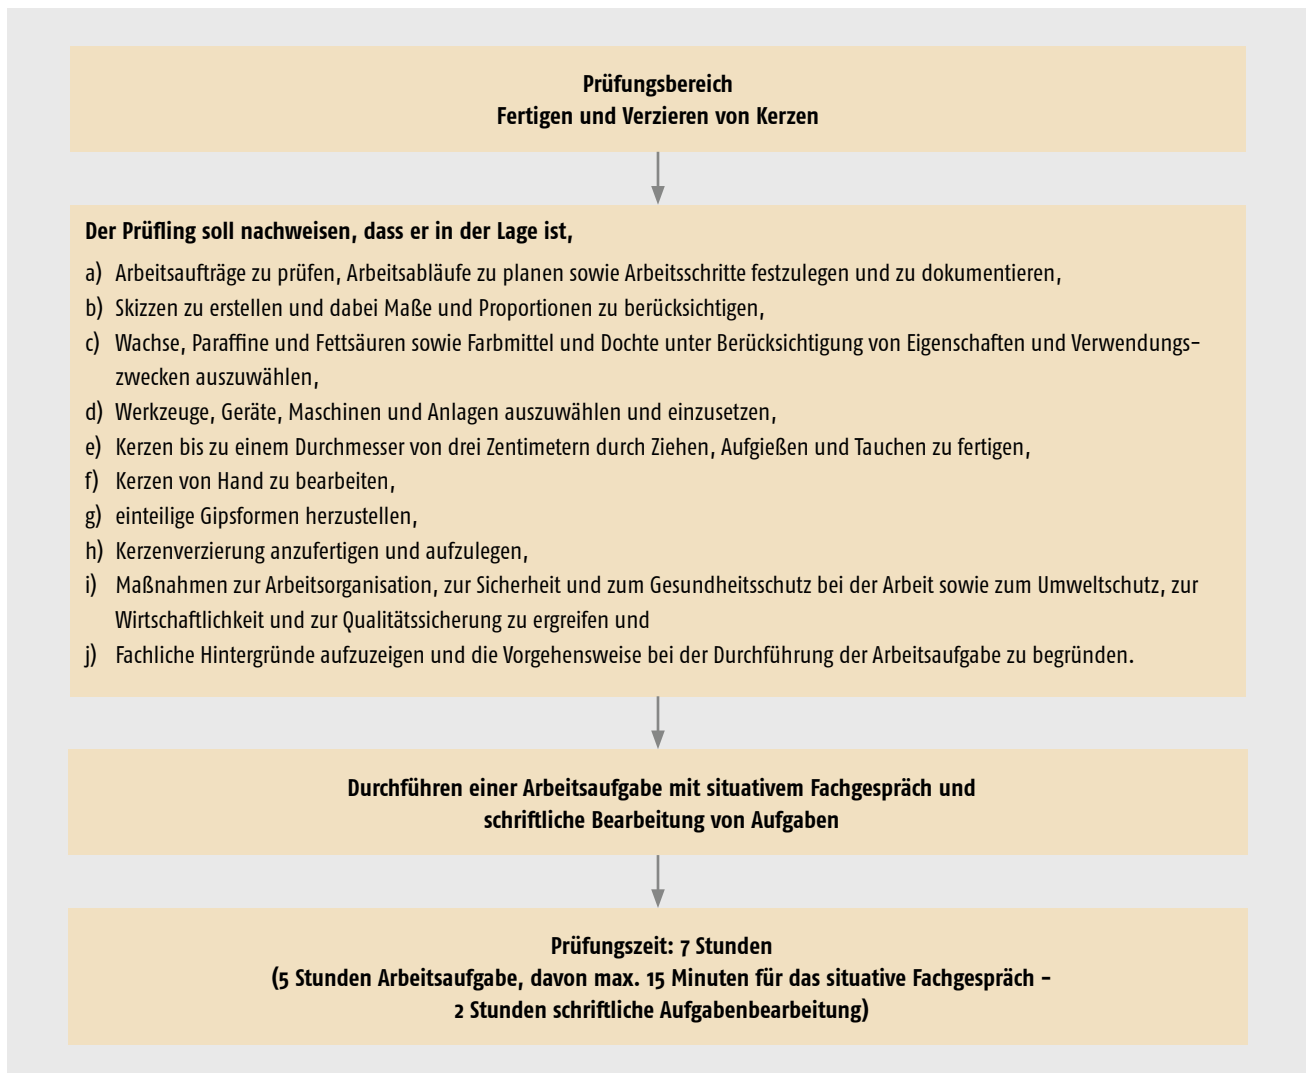 Prüfungsbereich
Fertigen und Verzieren von Kerzen
Der Prüfling soll nachweisen, dass er in der Lage ist,
a) Arbeitsaufträge zu prüfen, Arbeitsabläufe zu planen sowie Arbeitsschritte festzulegen und zu dokumentieren,
b) Skizzen zu erstellen und dabei Maße und Proportionen zu berücksichtigen,
c) Wachse, Paraffine und Fettsäuren sowie Farbmittel und Dochte unter Berücksichtigung von Eigenschaften und Verwendungs-
zwecken auszuwählen,
d) Werkzeuge, Geräte, Maschinen und Anlagen auszuwählen und einzusetzen,
e) Kerzen bis zu einem Durchmesser von drei Zentimetern durch Ziehen, Aufgießen und Tauchen zu fertigen,
f) Kerzen von Hand zu bearbeiten,
g) einteilige Gipsformen herzustellen,
h) Kerzenverzierung anzufertigen und aufzulegen,
i) Maßnahmen zur Arbeitsorganisation, zur Sicherheit und zum Gesundheitsschutz bei der Arbeit sowie zum Umweltschutz, zur
Wirtschaftlichkeit und zur Qualitätssicherung zu ergreifen und
j) Fachliche Hintergründe aufzuzeigen und die Vorgehensweise bei der Durchführung der Arbeitsaufgabe zu begründen.
Durchführen einer Arbeitsaufgabe mit situativem Fachgespräch und
schriftliche Bearbeitung von Aufgaben
Prüfungszeit: 7 Stunden
(5 Stunden Arbeitsaufgabe, davon max. 15 Minuten für das situative Fachgespräch –
2 Stunden schriftliche Aufgabenbearbeitung)